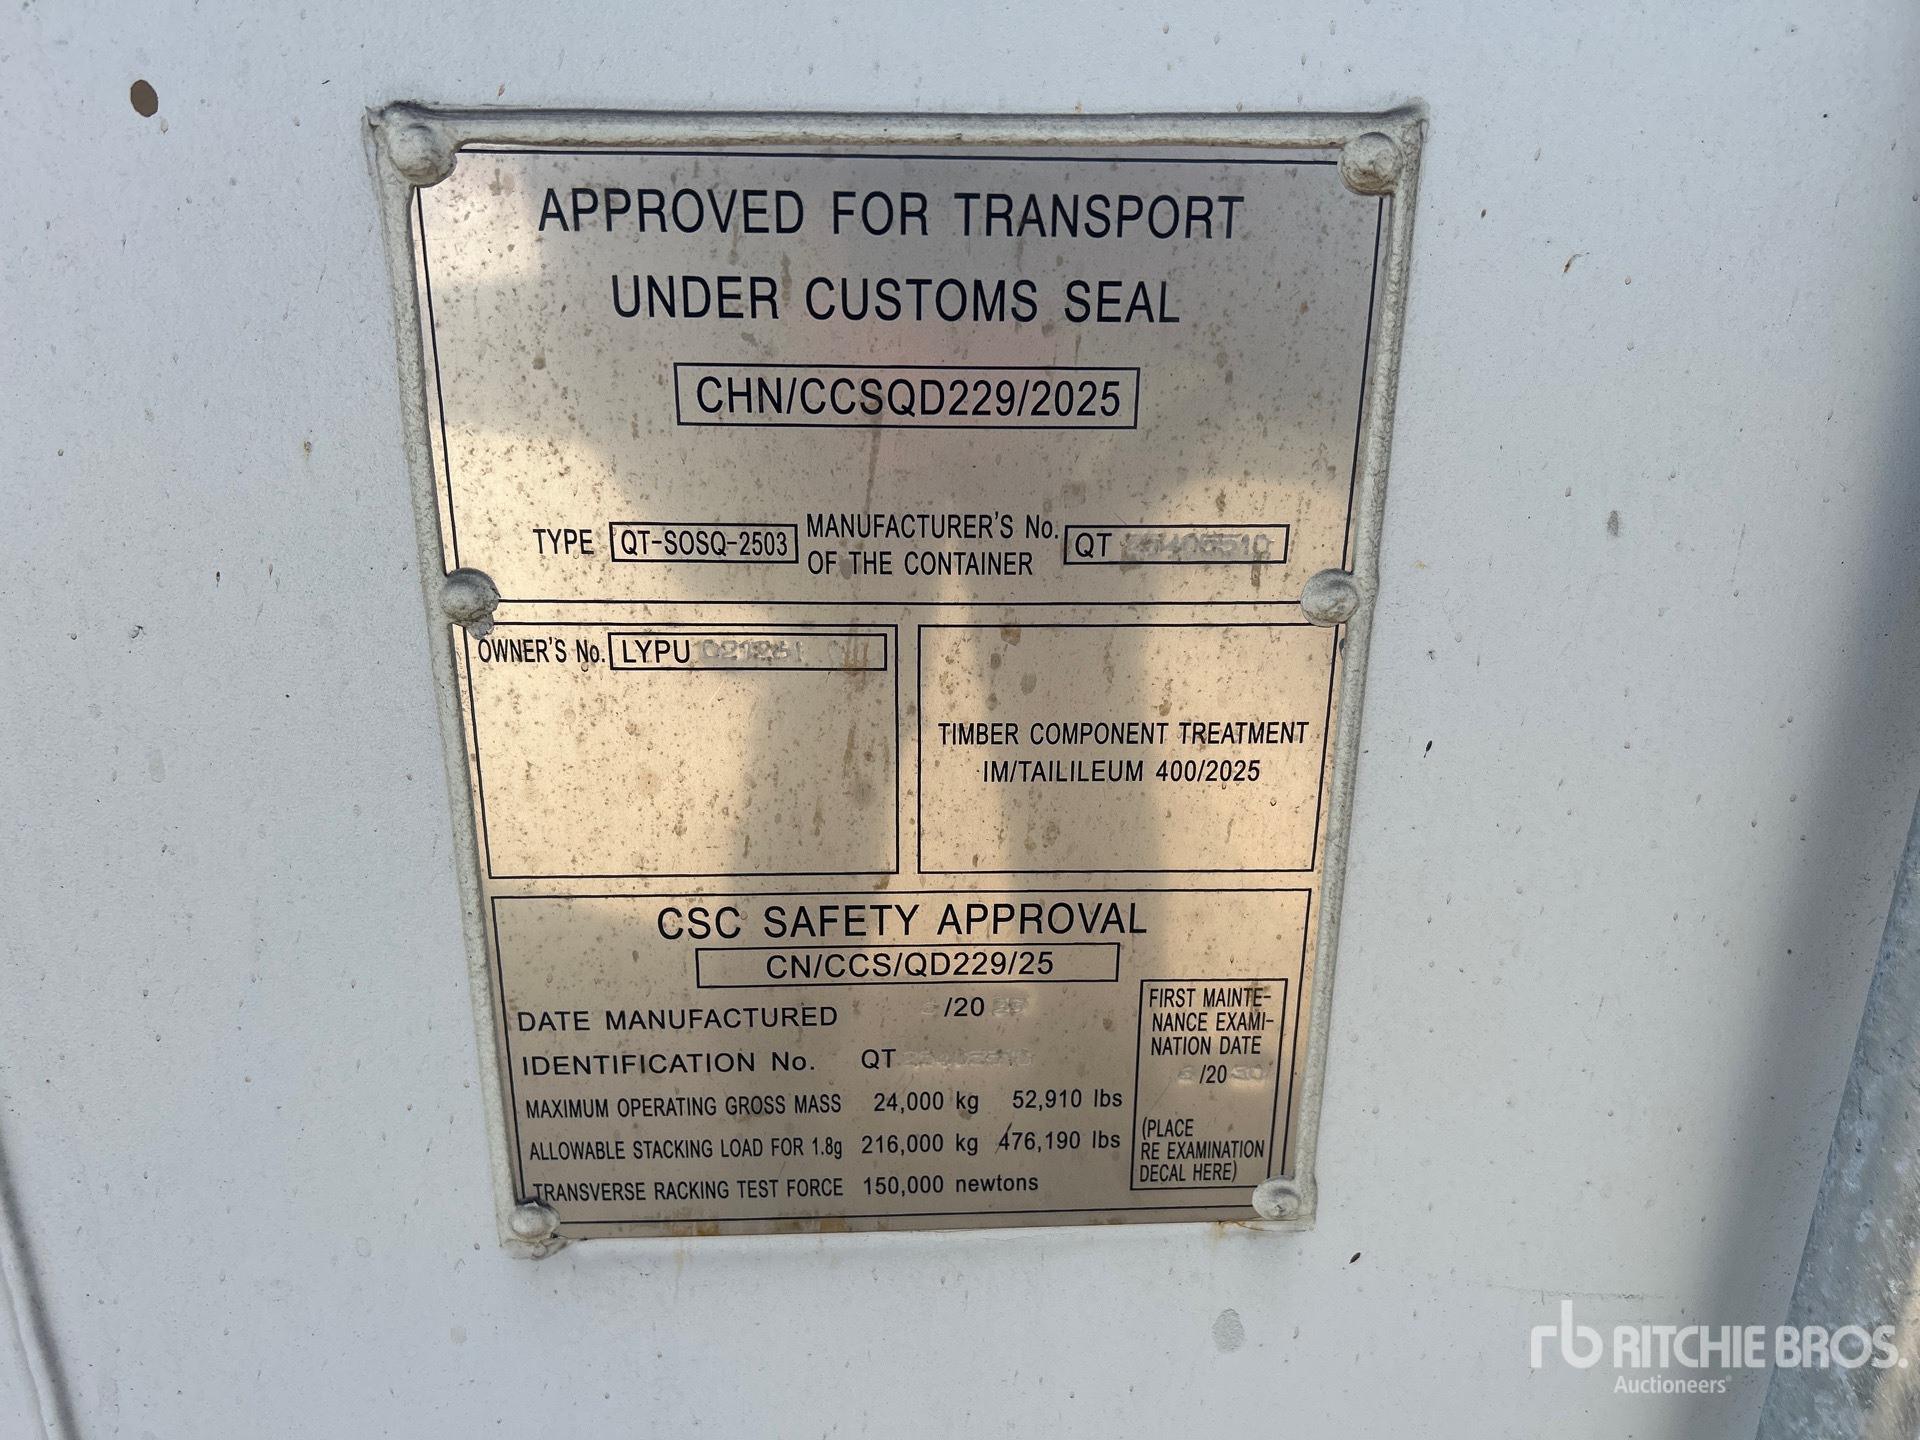 APPROVED FOR TRANSPORT
UNDER CUSTOMS SEAL
CHN/CCSQD229/2025
TYPE QT-SOSQ-2503 MANUFACTURER'S No. OF THE CONTAINER QT
OWNER'S No. LYPU
TIMBER COMPONENT TREATMENT
IM/TAILILEUM 400/2025
CSC SAFETY APPROVAL
CN/CCS/QD229/25
DATE MANUFACTURED /20
IDENTIFICATION No. QT
MAXIMUM OPERATING GROSS MASS 24,000 kg 52,910 lbs
ALLOWABLE STACKING LOAD FOR 1.8g 216,000 kg 476,190 lbs
TRANSVERSE RACKING TEST FORCE 150,000 newtons
FIRST MAINTE-
NANCE EXAMI-
NATION DATE
/20
(PLACE
RE EXAMINATION
DECAL HERE)
rb RITCHIE BROS.
Auctioneers